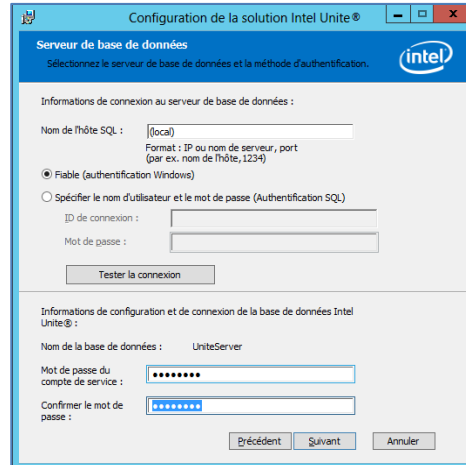 Configuration de la solution Intel Unite®
Serveur de base de données
Sélectionnez le serveur de base de données et la méthode d'authentification.
intel
Informations de connexion au serveur de base de données :
Nom de l'hôte SQL :
(local)
Format : IP ou nom de serveur, port
(par ex. nom de l'hôte,1234)
Fiable (authentification Windows)
Spécifier le nom d'utilisateur et le mot de passe (Authentification SQL)
ID de connexion :
Mot de passe :
Tester la connexion
Informations de configuration et de connexion de la base de données Intel
Unite® :
Nom de la base de données : UniteServer
Mot de passe du
compte de service :
Confirmer le mot de
passe :
Précédent Suivant Annuler